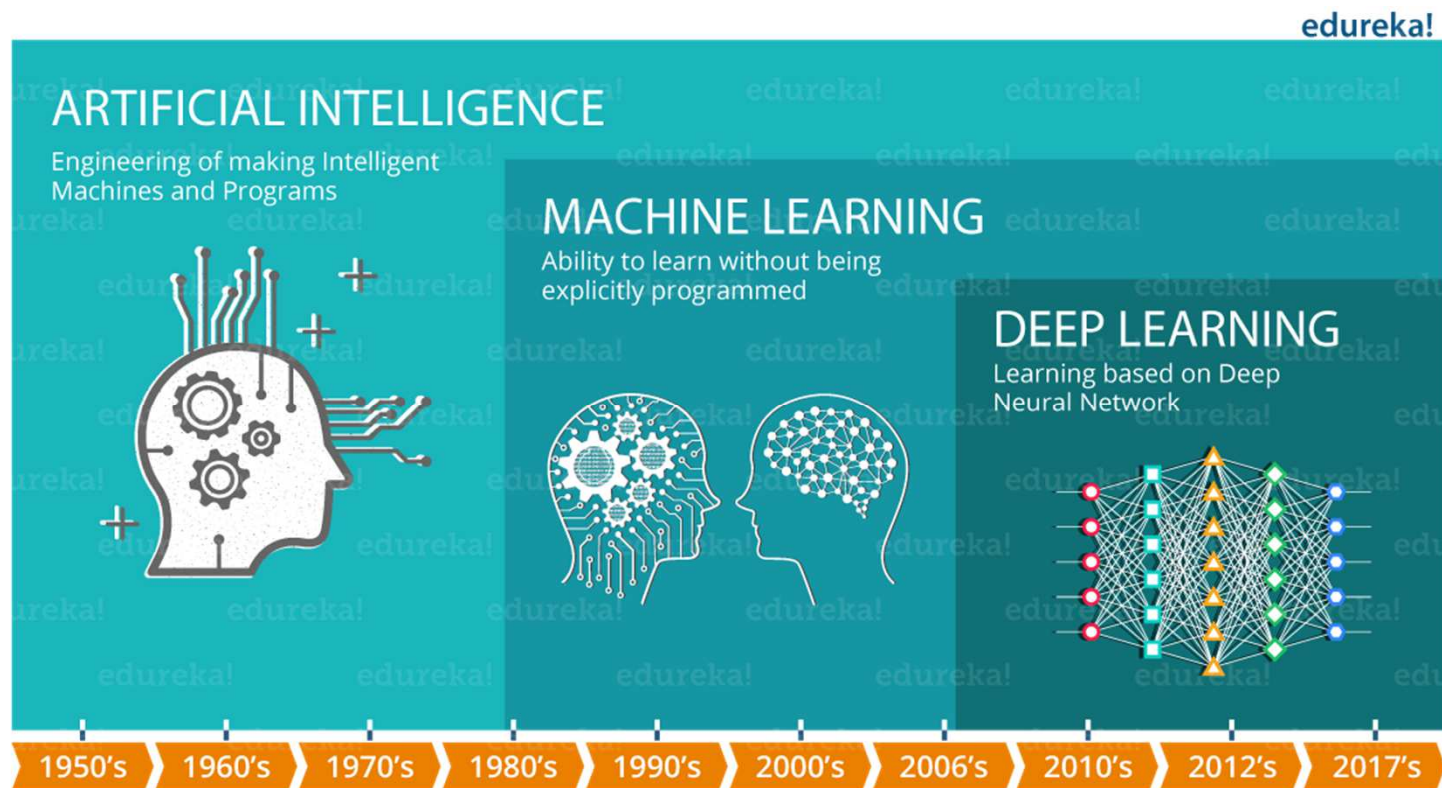 edureka!
ARTIFICIAL INTELLIGENCE
Engineering of making Intelligent
Machines and Programs
MACHINE LEARNING
Ability to learn without being
explicitly programmed
DEEP LEARNING
Learning based on Deep
Neural Network
1950's 1960's 1970's 1980's 1990's 2000's 2006's 2010's 2012's 2017's